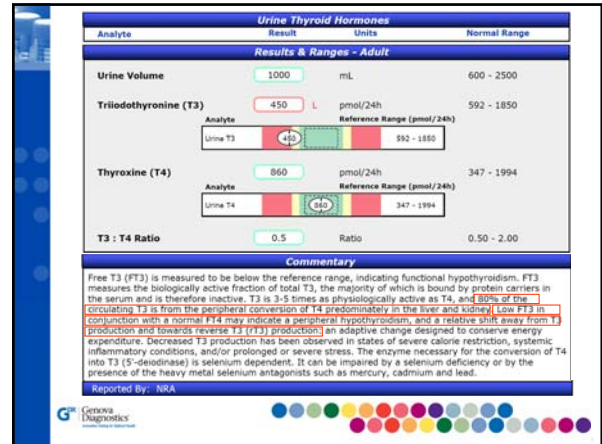 Urine Thyroid Hormones
Analyte Result Units Normal Range
Results & Ranges - Adult
Urine Volume 1000 mL 600 - 2500
Triiodothyronine (T3) 450 L pmol/24h 592 - 1850
Analyte Reference Range (pmol/24h)
Urine T3 450 592 - 1850
Thyroxine (T4) 860 pmol/24h 347 - 1994
Analyte Reference Range (pmol/24h)
Urine T4 860 347 - 1994
T3 : T4 Ratio 0.5 Ratio 0.50 - 2.00
Commentary
Free T3 (FT3) is measured to be below the reference range, indicating functional hypothyroidism. FT3
measures the biologically active fraction of total T3, the majority of which is bound by protein carriers in
the serum and is therefore inactive. T3 is 3-5 times as physiologically active as T4, and 80% of the
circulating T3 is from the peripheral conversion of T4 predominately in the liver and kidney. Low FT3 in
conjunction with a normal FT4 may indicate a peripheral hypothyroidism, and a relative shift away from T3
production and towards reverse T3 (rT3) production: an adaptive change designed to conserve energy
expenditure. Decreased T3 production has been observed in states of severe calorie restriction, systemic
inflammatory conditions, and/or prolonged or severe stress. The enzyme necessary for the conversion of T4
into T3 (5'-deiodinase) is selenium dependent. It can be impaired by a selenium deficiency or by the
presence of the heavy metal selenium antagonists such as mercury, cadmium and lead.
Reported By: NRA
Genova
Diagnostics